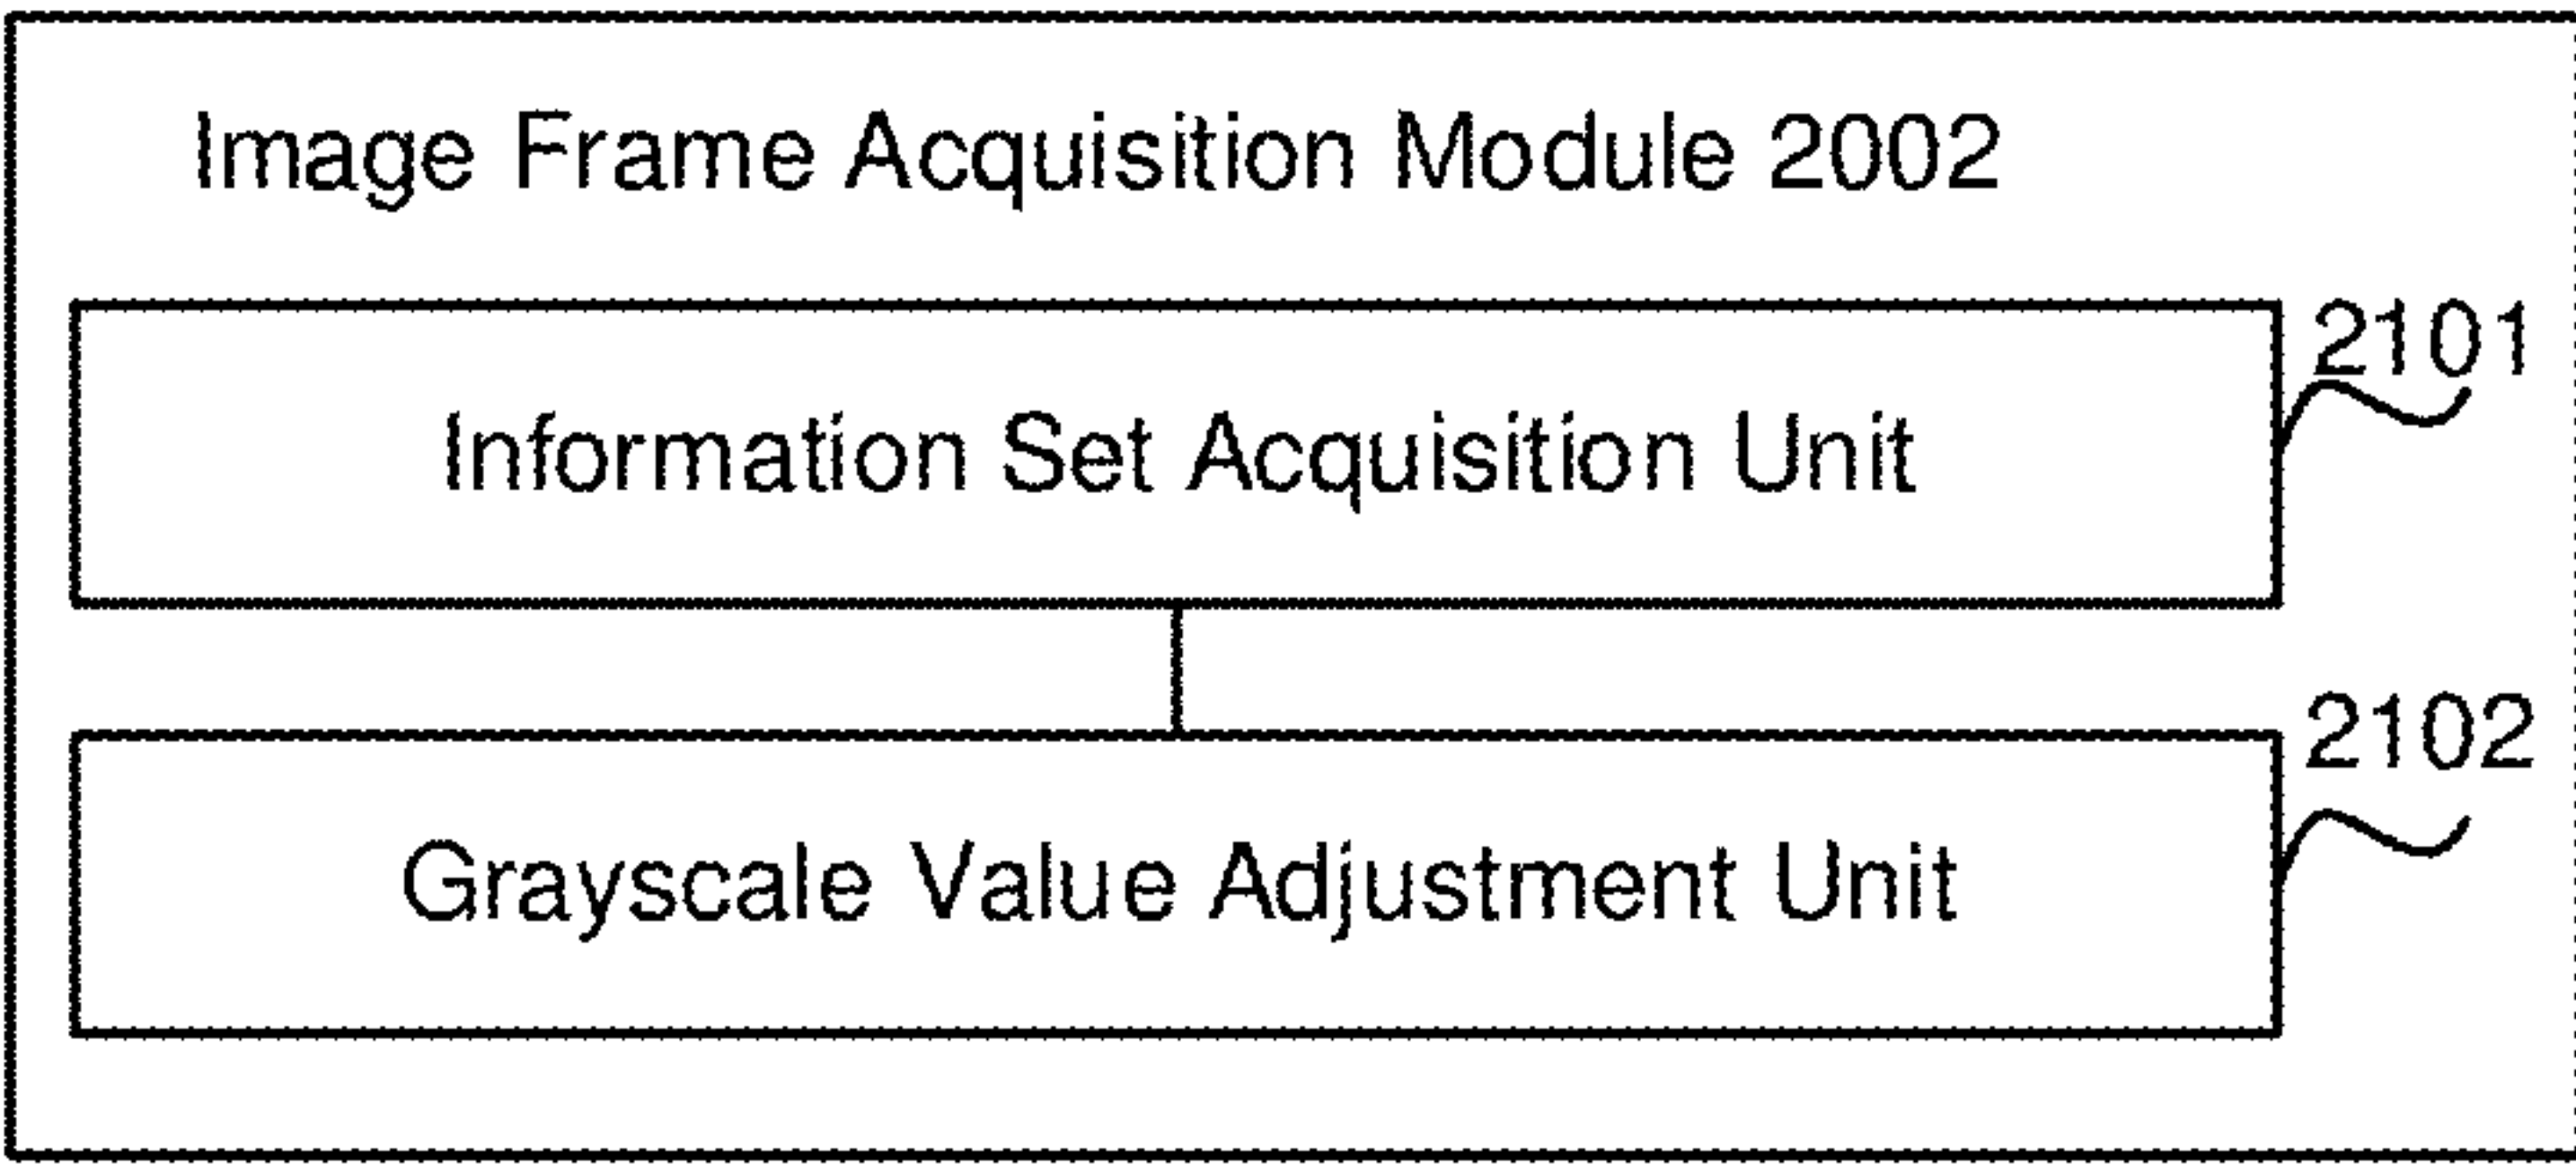 Image Frame Acquisition Module 2002
2101
Information Set Acquisition Unit
2102
Grayscale Value Adjustment Unit